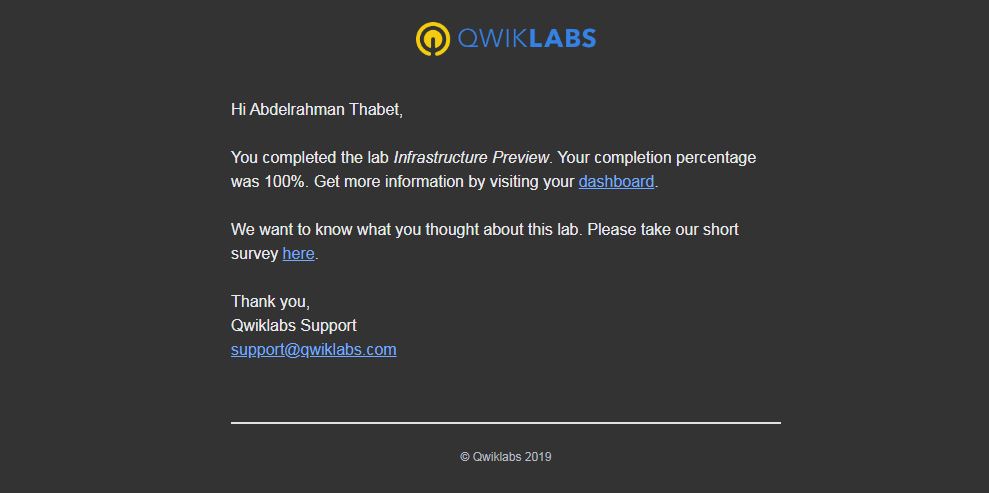 QWIKLABS
Hi Abdelrahman Thabet,
You completed the lab Infrastructure Preview. Your completion percentage
was 100%. Get more information by visiting your dashboard.
We want to know what you thought about this lab. Please take our short
survey here.
Thank you,
Qwiklabs Support
support@qwiklabs.com
© Qwiklabs 2019